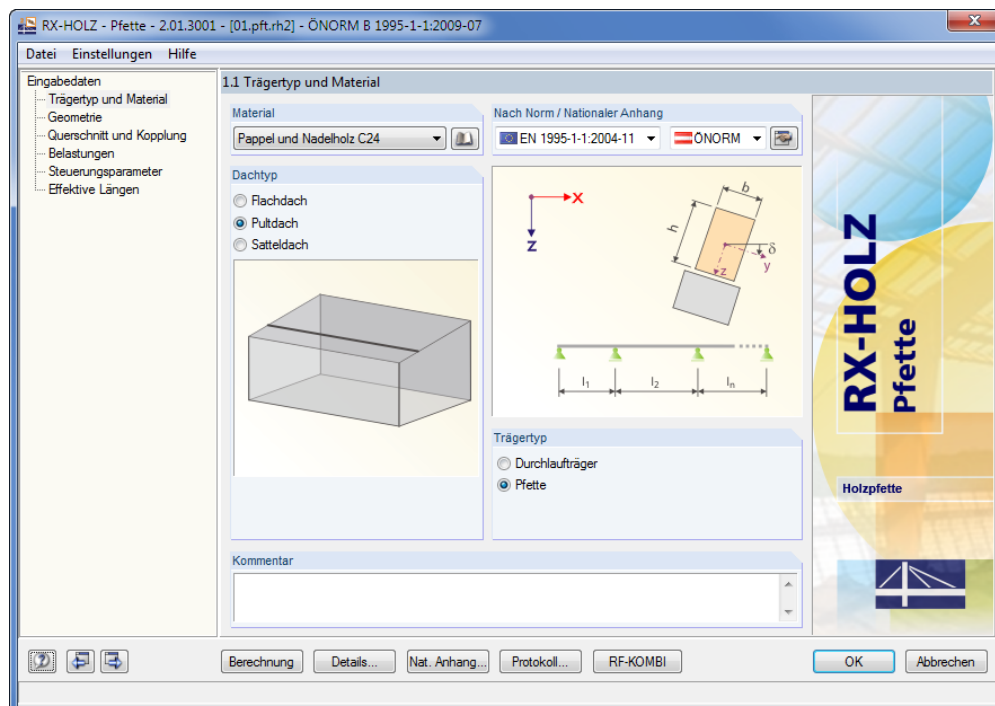 RX-HOLZ - Pfette - 2.01.3001 - [01.pft.rh2] - ÖNORM B 1995-1-1:2009-07
Datei Einstellungen Hilfe
Eingabedaten
Trägertyp und Material
Geometrie
Querschnitt und Kopplung
Belastungen
Steuerungsparameter
Effektive Längen
1.1 Trägertyp und Material
Material
Pappel und Nadelholz C24
Nach Norm / Nationaler Anhang
EN 1995-1-1:2004-11
ÖNORM
Dachtyp
Flachdach
Pultdach
Satteldach
X
Z
b
h
δ
y
z
l1
l2
ln
Trägertyp
Durchlaufträger
Pfette
Kommentar
RX-HOLZ
Pfette
Holzpfette
Berechnung
Details...
Nat. Anhang...
Protokoll...
RF-KOMBI
OK
Abbrechen